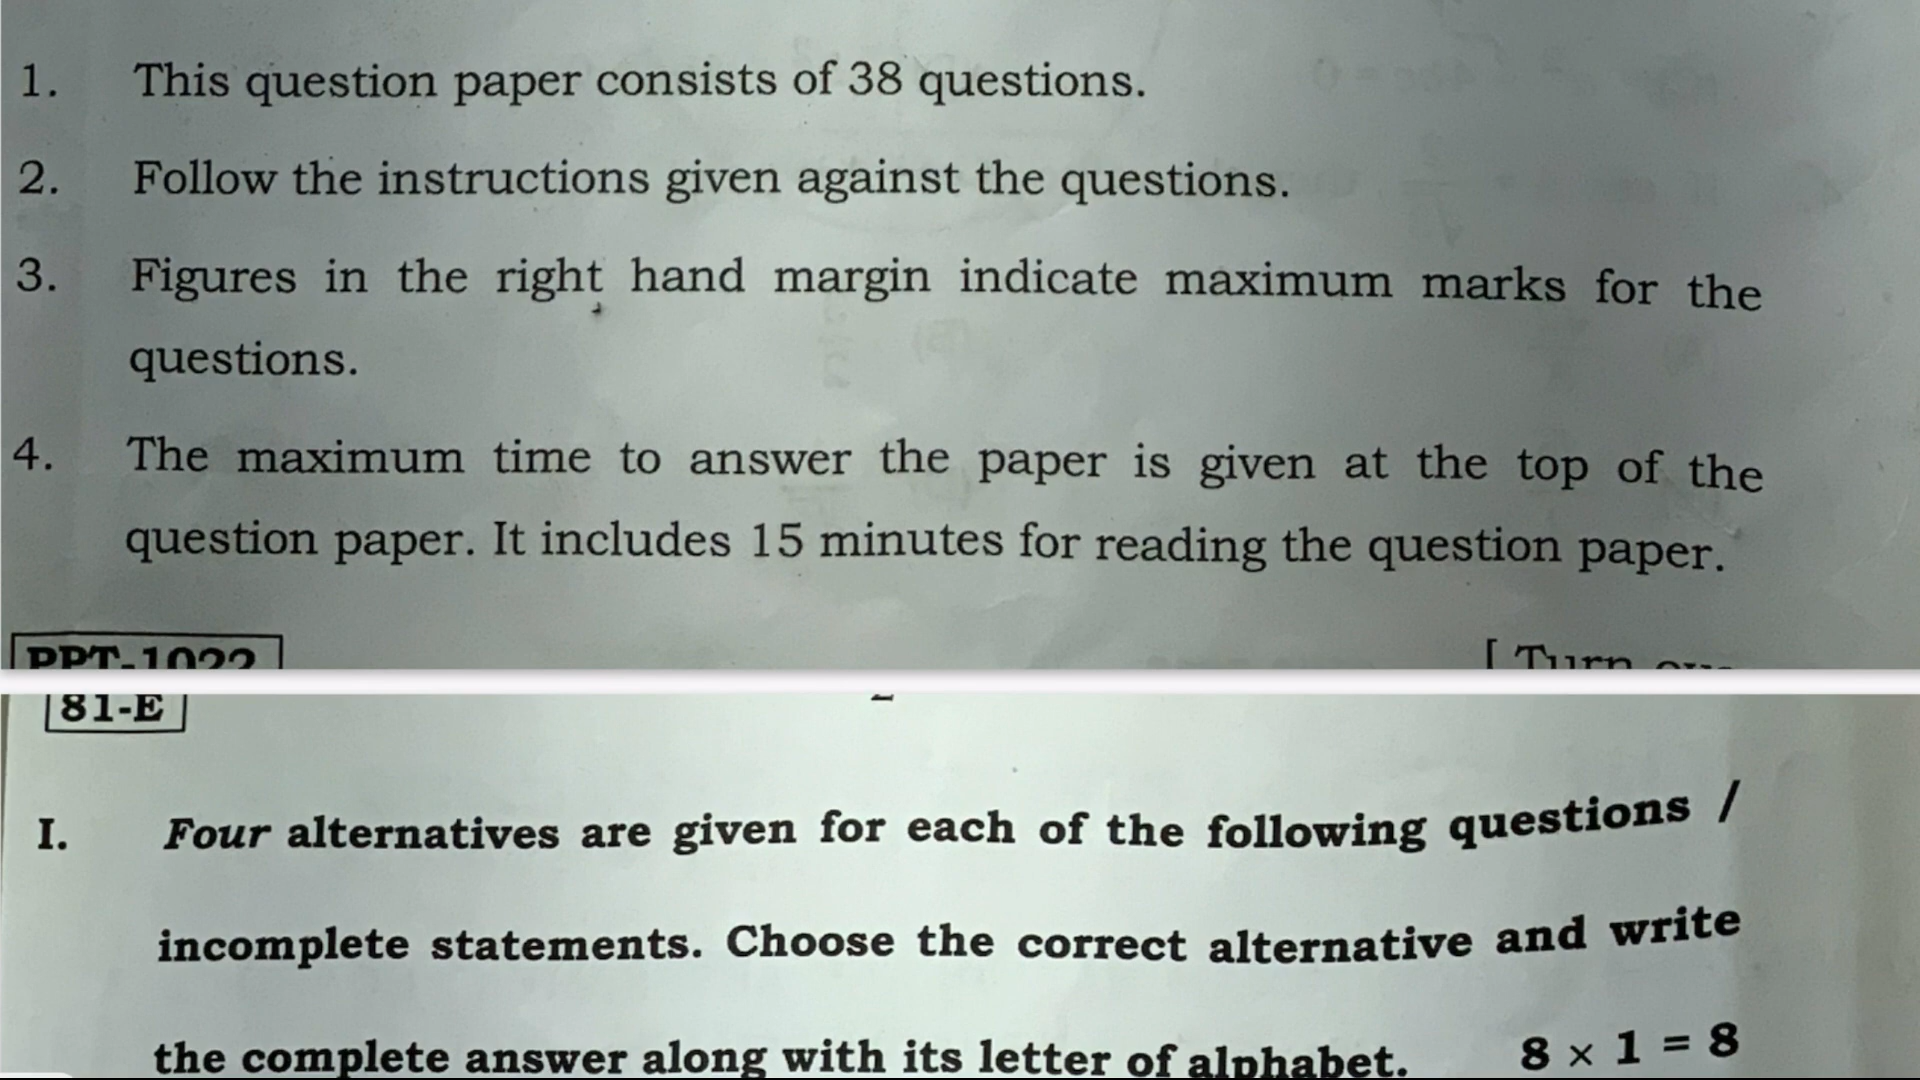 1. This question paper consists of 38 questions.
2. Follow the instructions given against the questions.
3. Figures in the right hand margin indicate maximum marks for the
questions.
4. The maximum time to answer the paper is given at the top of the
question paper. It includes 15 minutes for reading the question paper.
PPT-1022 [ Turn
81-E
I. Four alternatives are given for each of the following questions /
incomplete statements. Choose the correct alternative and write
the complete answer along with its letter of alphabet. 8 × 1 = 8